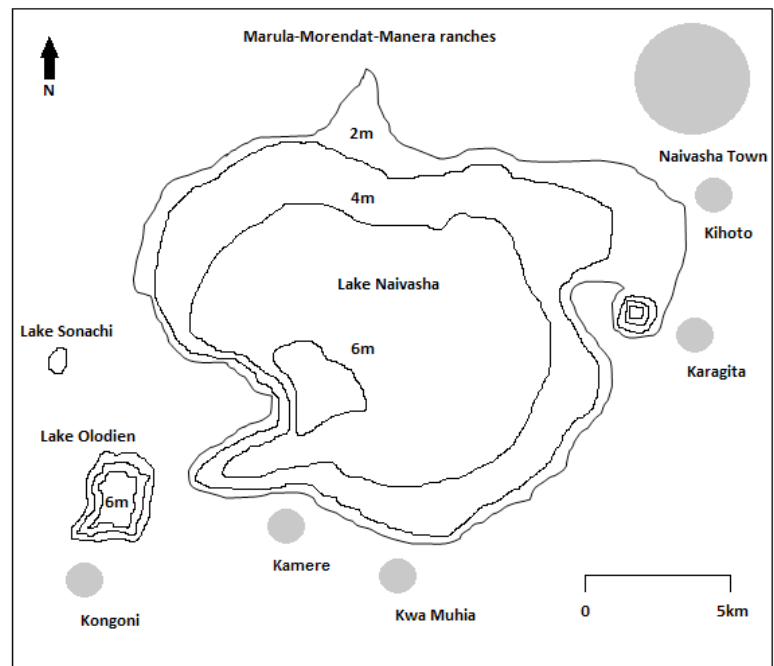 Marula-Morendat-Manera ranches
N
2m
Naivasha Town
4m
Kihoto
Lake Naivasha
Lake Sonachi
6m
Karagita
Lake Olodien
6m
Kamere
Kongoni
Kwa Muhia
0 5km